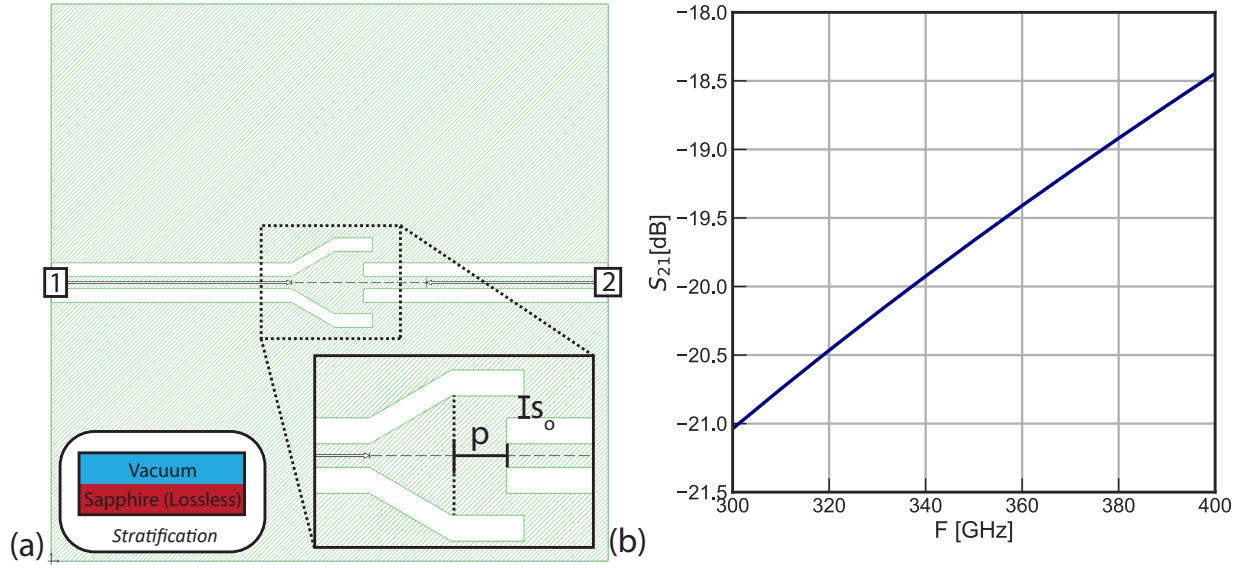 1
2
p
Is₀
Vacuum
Sapphire (Lossless)
Stratification
(a)
−18.0
−18.5
−19.0
−19.5
−20.0
−20.5
−21.0
−21.5
S₂₁[dB]
300
320
340
360
380
400
F [GHz]
(b)